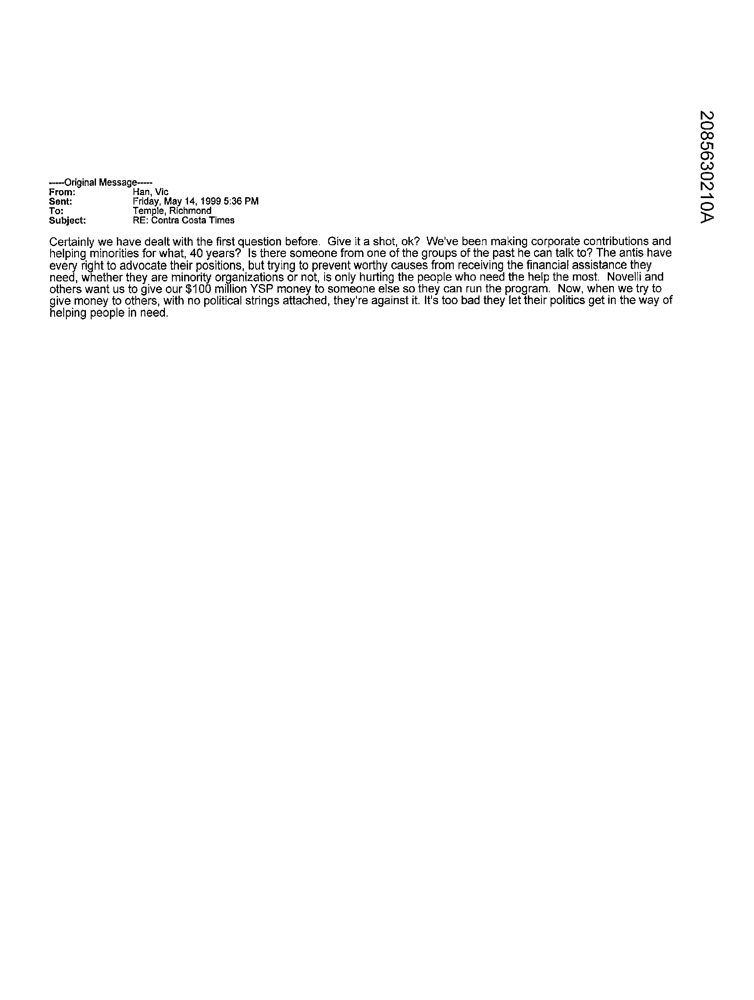 2085630210A
-----Original Message-----
From: Han, Vic
Sent: Friday, May 14, 1999 5:36 PM
To: Temple, Richmond
Subject: RE: Contra Costa Times
Certainly we have dealt with the first question before. Give it a shot, ok? We've been making corporate contributions and
helping minorities for what, 40 years? Is there someone from one of the groups of the past he can talk to? The antis have
every right to advocate their positions, but trying to prevent worthy causes from receiving the financial assistance they
need, whether they are minority organizations or not, is only hurting the people who need the help the most. Novelli and
others want us to give our $100 million YSP money to someone else so they can run the program. Now, when we try to
give money to others, with no political strings attached, they're against it. It's too bad they let their politics get in the way of
helping people in need.